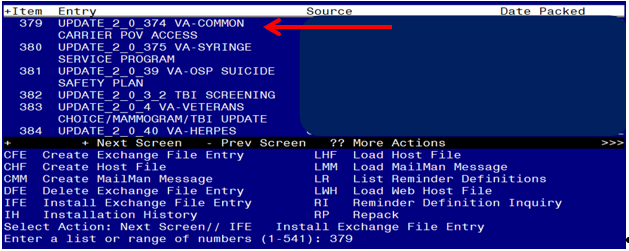 +Item  Entry                          Source                    Date Packed
379  UPDATE_2_0_374 VA-COMMON
CARRIER POV ACCESS
380  UPDATE_2_0_375 VA-SYRINGE
SERVICE PROGRAM
381  UPDATE_2_0_39 VA-OSP SUICIDE
SAFETY PLAN
382  UPDATE_2_0_3_2 TBI SCREENING
383  UPDATE_2_0_4 VA-VETERANS
CHOICE/MAMMOGRAM/TBI UPDATE
384  UPDATE_2_0_40 VA-HERPES
+         + Next Screen   - Prev Screen   ?? More Actions                >>>
CFE  Create Exchange File Entry          LHF  Load Host File
CHF  Create Host File                    LMM  Load MailMan Message
CMM  Create MailMan Message              LR   List Reminder Definitions
DFE  Delete Exchange File Entry          LWH  Load Web Host File
IFE  Install Exchange File Entry         RI   Reminder Definition Inquiry
IH   Installation History                RP   Repack
Select Action: Next Screen// IFE   Install Exchange File Entry
Enter a list or range of numbers (1-541): 379